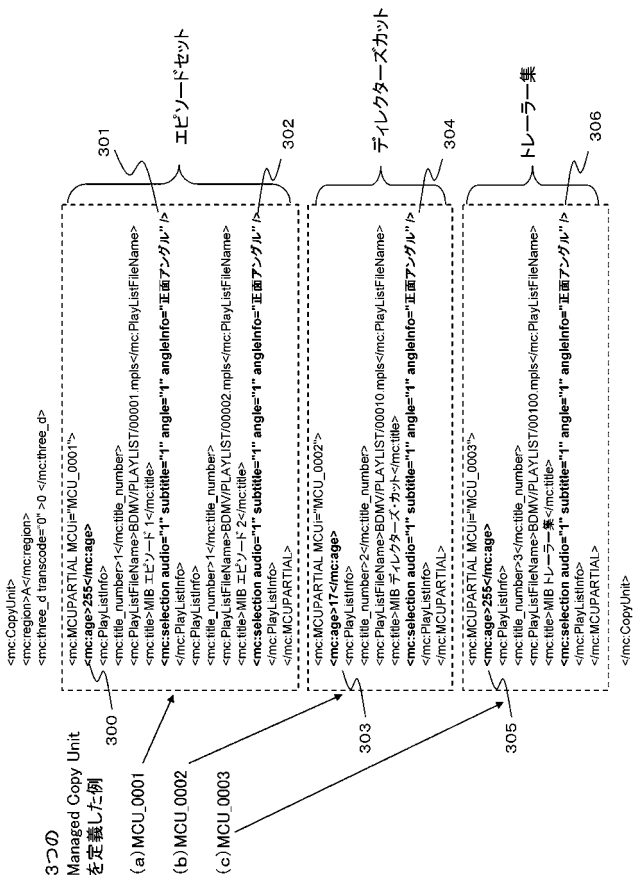 3つの
Managed Copy Unit
を定義した例
(a) MCU_0001
(b) MCU_0002
(c) MCU_0003
<mc:CopyUnit>
<mc:region>A</mc:region>
<mc:three_d transcode="0" >0 </mc:three_d>
<mc:MCUPARTIAL MCUi="MCU_0001">
<mc:age>255</mc:age>
<mc:PlayListInfo>
<mc:title_number>1</mc:title_number>
<mc:PlayListFileName>BDMV/PLAYLIST/00001.mpls</mc:PlayListFileName>
<mc:title>MIB エピソード 1</mc:title>
<mc:selection audio="1" subtitle="1" angle="1" angleInfo="正面アングル" />
</mc:PlayListInfo>
<mc:PlayListInfo>
<mc:title_number>1</mc:title_number>
<mc:PlayListFileName>BDMV/PLAYLIST/00002.mpls</mc:PlayListFileName>
<mc:title>MIB エピソード 2</mc:title>
<mc:selection audio="1" subtitle="1" angle="1" angleInfo="正面アングル" />
</mc:PlayListInfo>
</mc:MCUPARTIAL>
300
301
302
エピソードセット
<mc:MCUPARTIAL MCUi="MCU_0002">
<mc:age>17</mc:age>
<mc:PlayListInfo>
<mc:title_number>2</mc:title_number>
<mc:PlayListFileName>BDMV/PLAYLIST/00010.mpls</mc:PlayListFileName>
<mc:title>MIB ディレクターズ・カット</mc:title>
<mc:selection audio="1" subtitle="1" angle="1" angleInfo="正面アングル" />
</mc:PlayListInfo>
</mc:MCUPARTIAL>
303
304
ディレクターズカット
<mc:MCUPARTIAL MCUi="MCU_0003">
<mc:age>255</mc:age>
<mc:PlayListInfo>
<mc:title_number>3</mc:title_number>
<mc:PlayListFileName>BDMV/PLAYLIST/00100.mpls</mc:PlayListFileName>
<mc:title>MIB トレーラー集</mc:title>
<mc:selection audio="1" subtitle="1" angle="1" angleInfo="正面アングル" />
</mc:PlayListInfo>
</mc:MCUPARTIAL>
305
306
トレーラー集
</mc:CopyUnit>